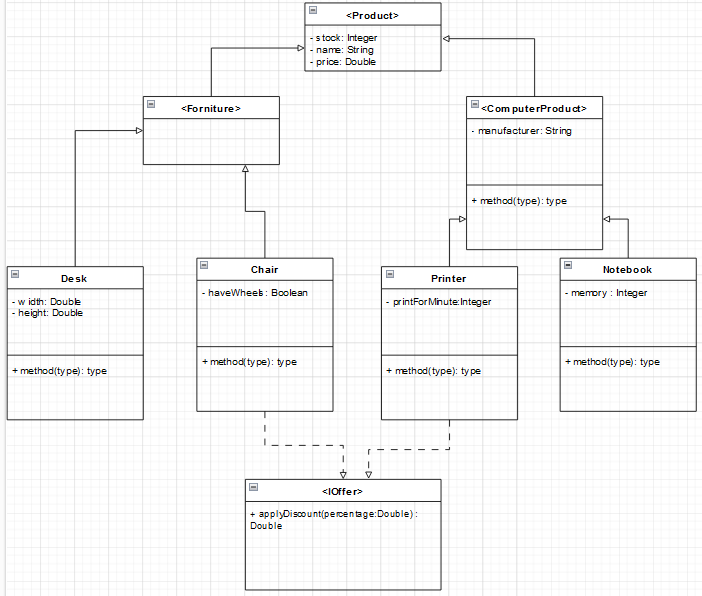 <Product>
- stock: Integer
- name: String
- price: Double
<Forniture>
<ComputerProduct>
- manufacturer: String
+ method(type): type
Desk
- width: Double
- height: Double
+ method(type): type
Chair
- haveWheels: Boolean
+ method(type): type
Printer
- printForMinute:Integer
+ method(type): type
Notebook
- memory : Integer
+ method(type): type
<IOffer>
+ applyDiscount(percentage:Double) :
Double